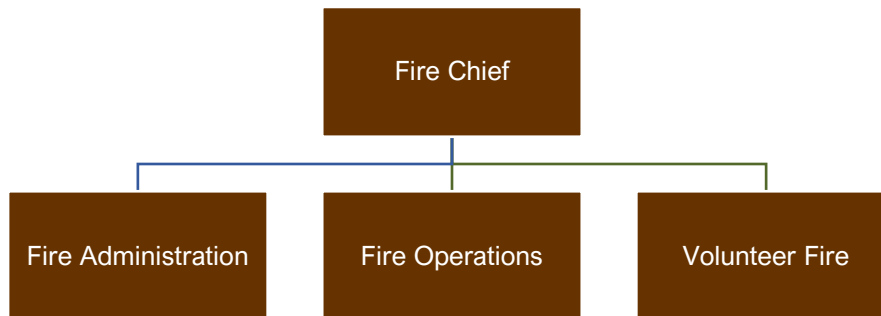 Fire Chief
Fire Administration
Fire Operations
Volunteer Fire